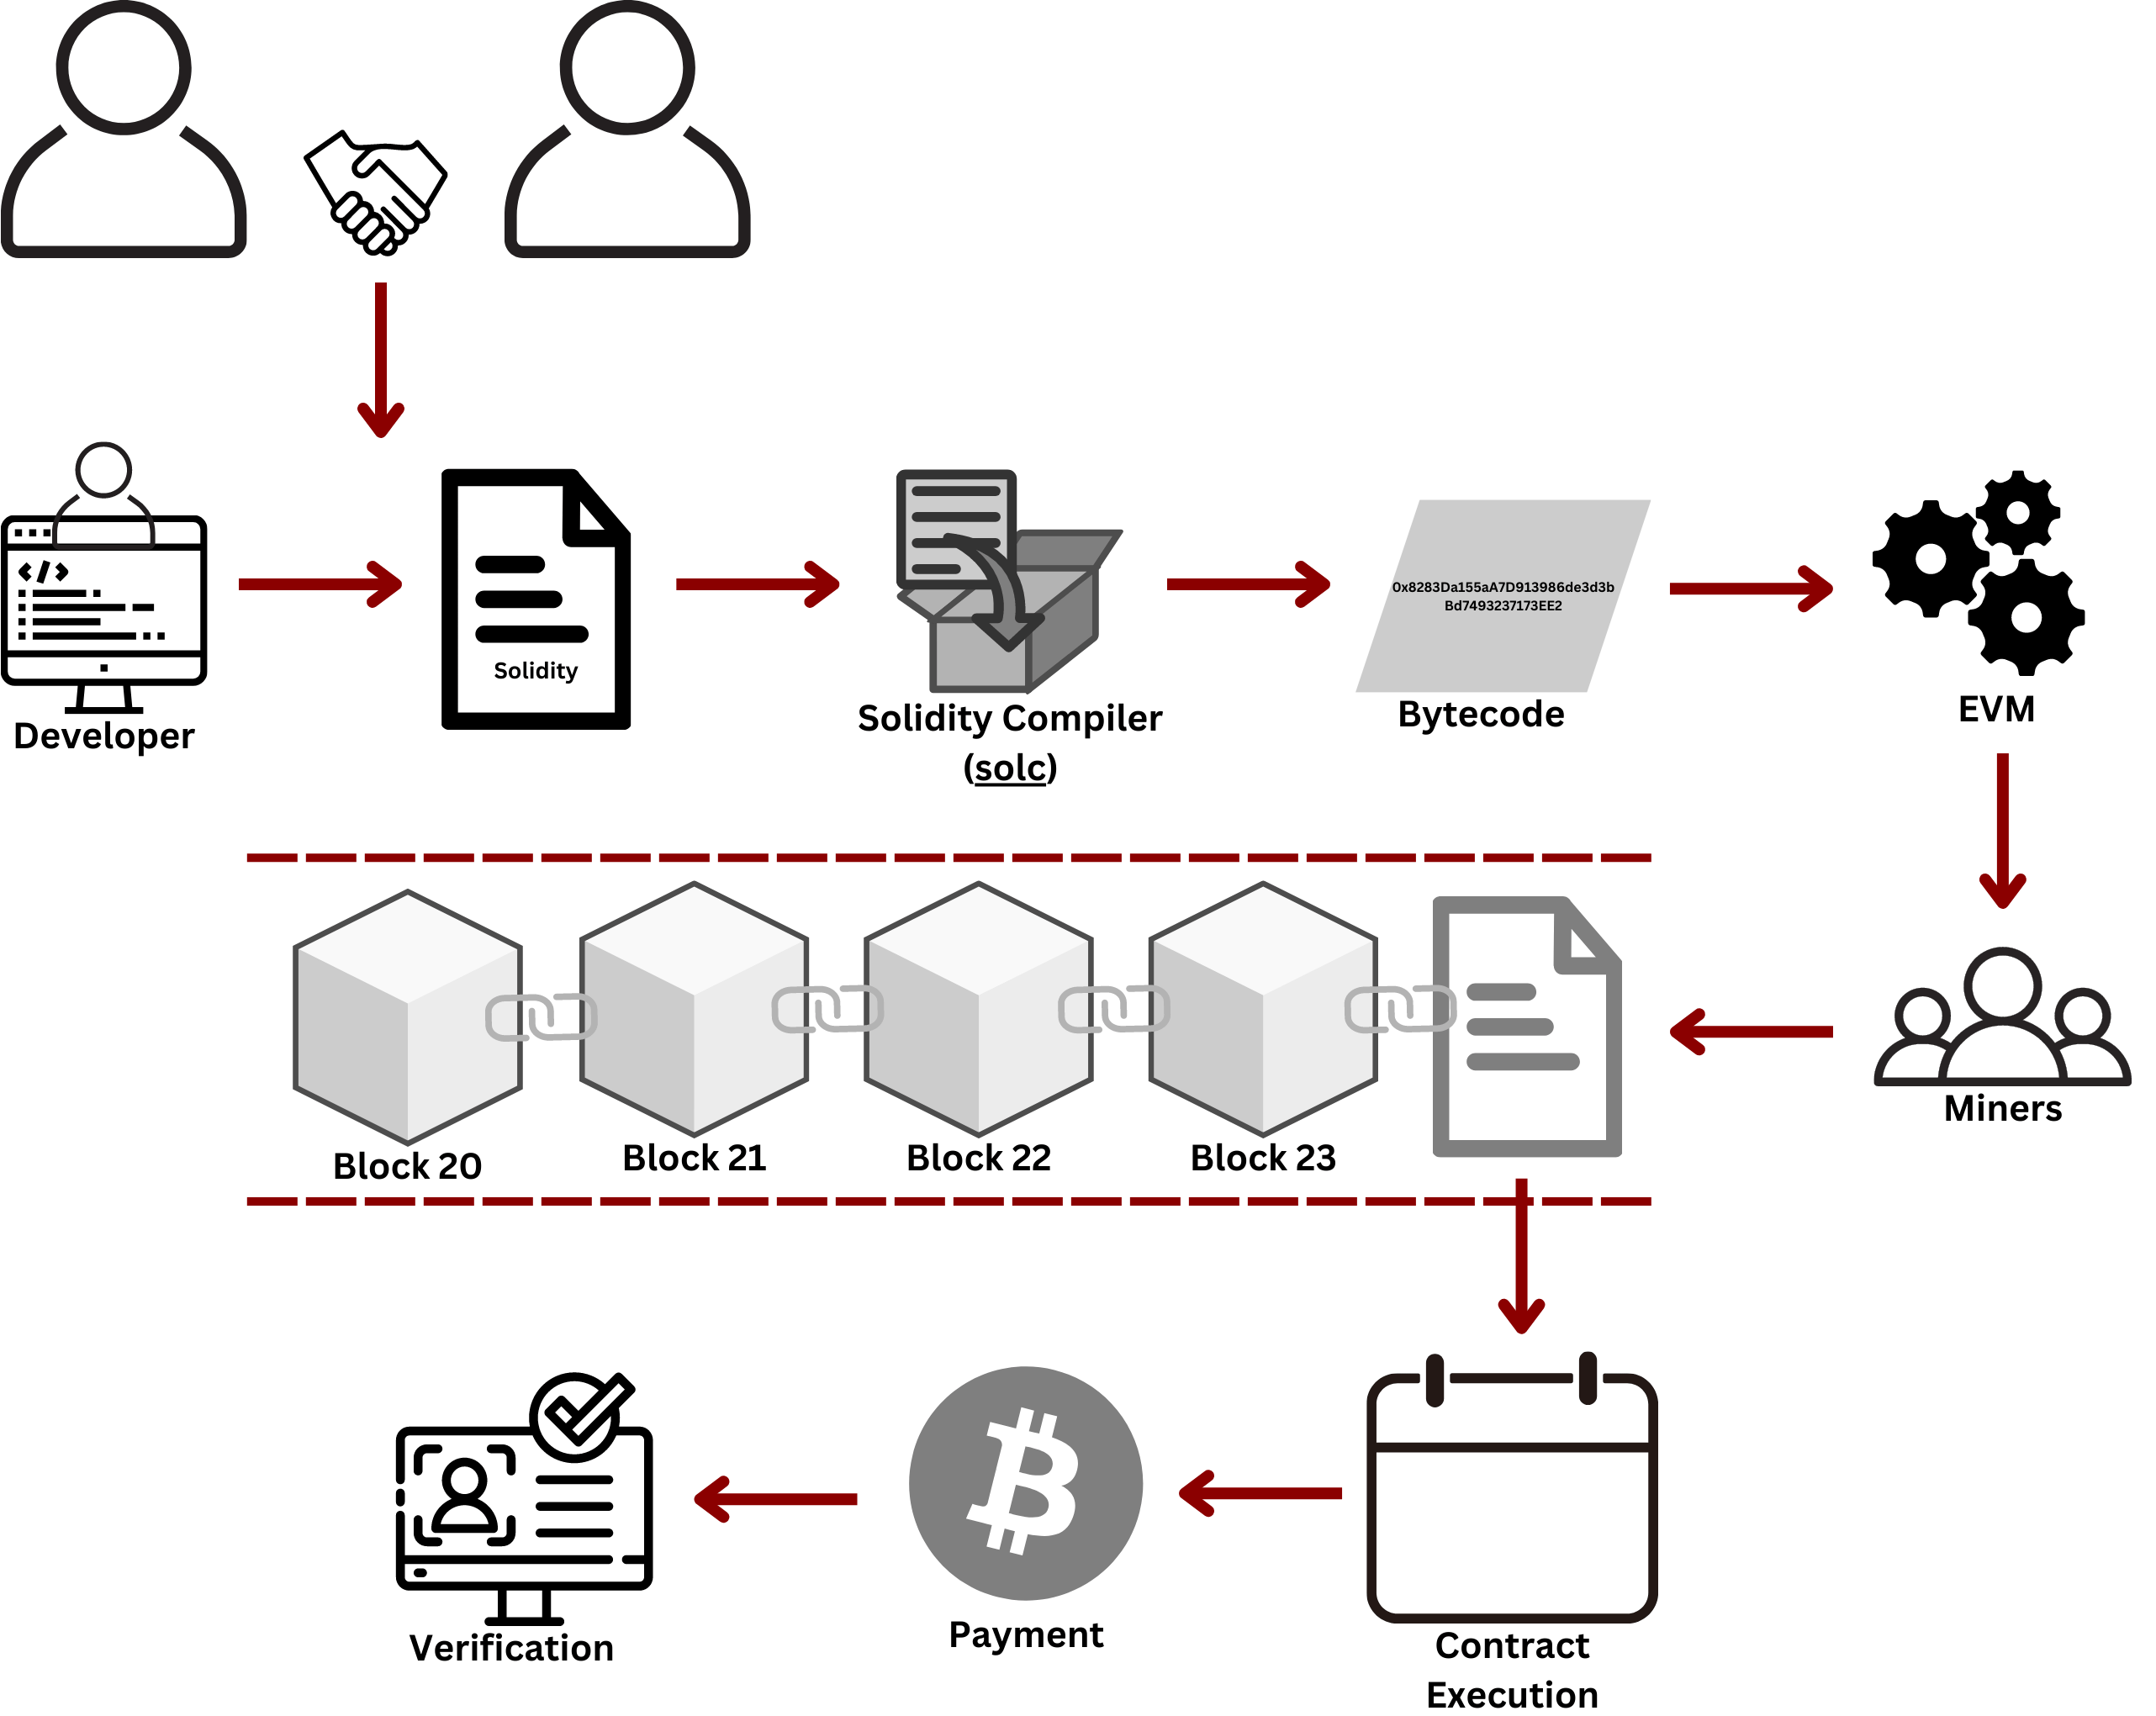 Solidity
Developer
Solidity Compiler
(solc)
0x8283Da155aA7D913986de3d3b
Bd7493237173EE2
Bytecode
EVM
Block 20
Block 21
Block 22
Block 23
Miners
Verification
Payment
Contract
Execution